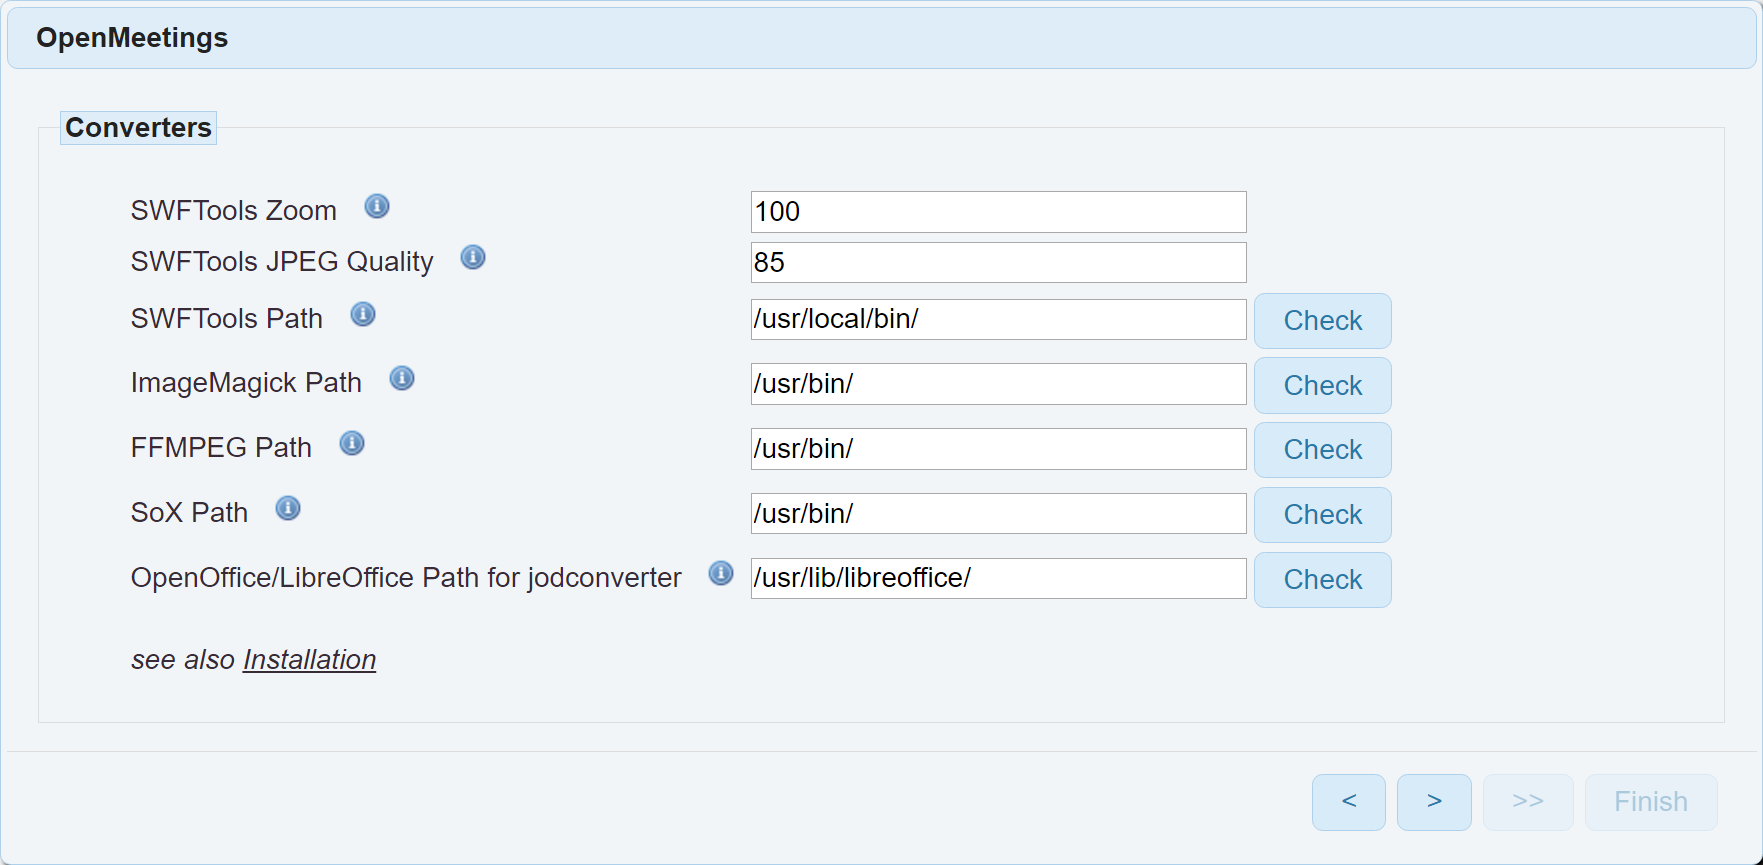 OpenMeetings
Converters
SWFTools Zoom 100
SWFTools JPEG Quality 85
SWFTools Path /usr/local/bin/ Check
ImageMagick Path /usr/bin/ Check
FFMPEG Path /usr/bin/ Check
SoX Path /usr/bin/ Check
OpenOffice/LibreOffice Path for jodconverter /usr/lib/libreoffice/ Check
see also Installation
< > >> Finish